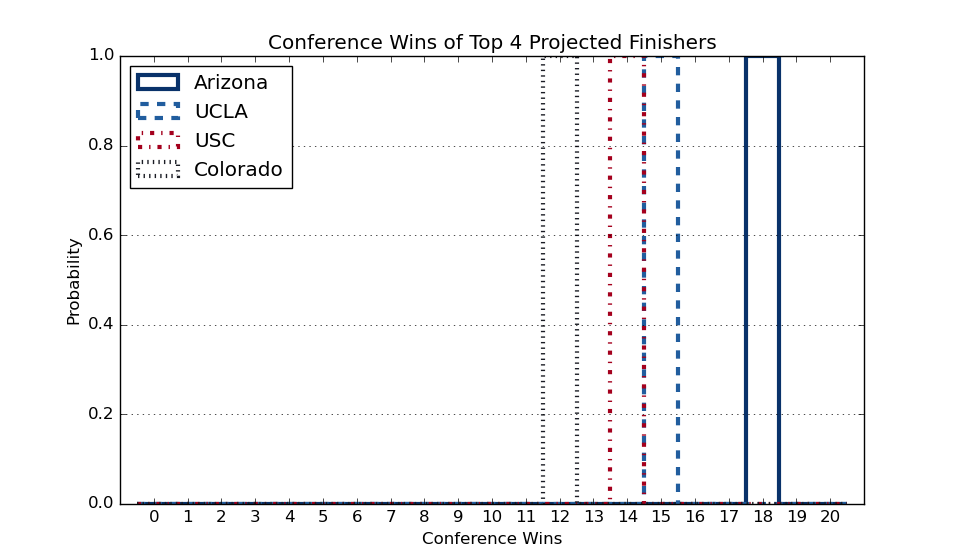 Conference Wins of Top 4 Projected Finishers
1.0
0.8
0.6
0.4
0.2
0.0
Probability
Arizona
UCLA
USC
Colorado
0 1 2 3 4 5 6 7 8 9 10 11 12 13 14 15 16 17 18 19 20
Conference Wins